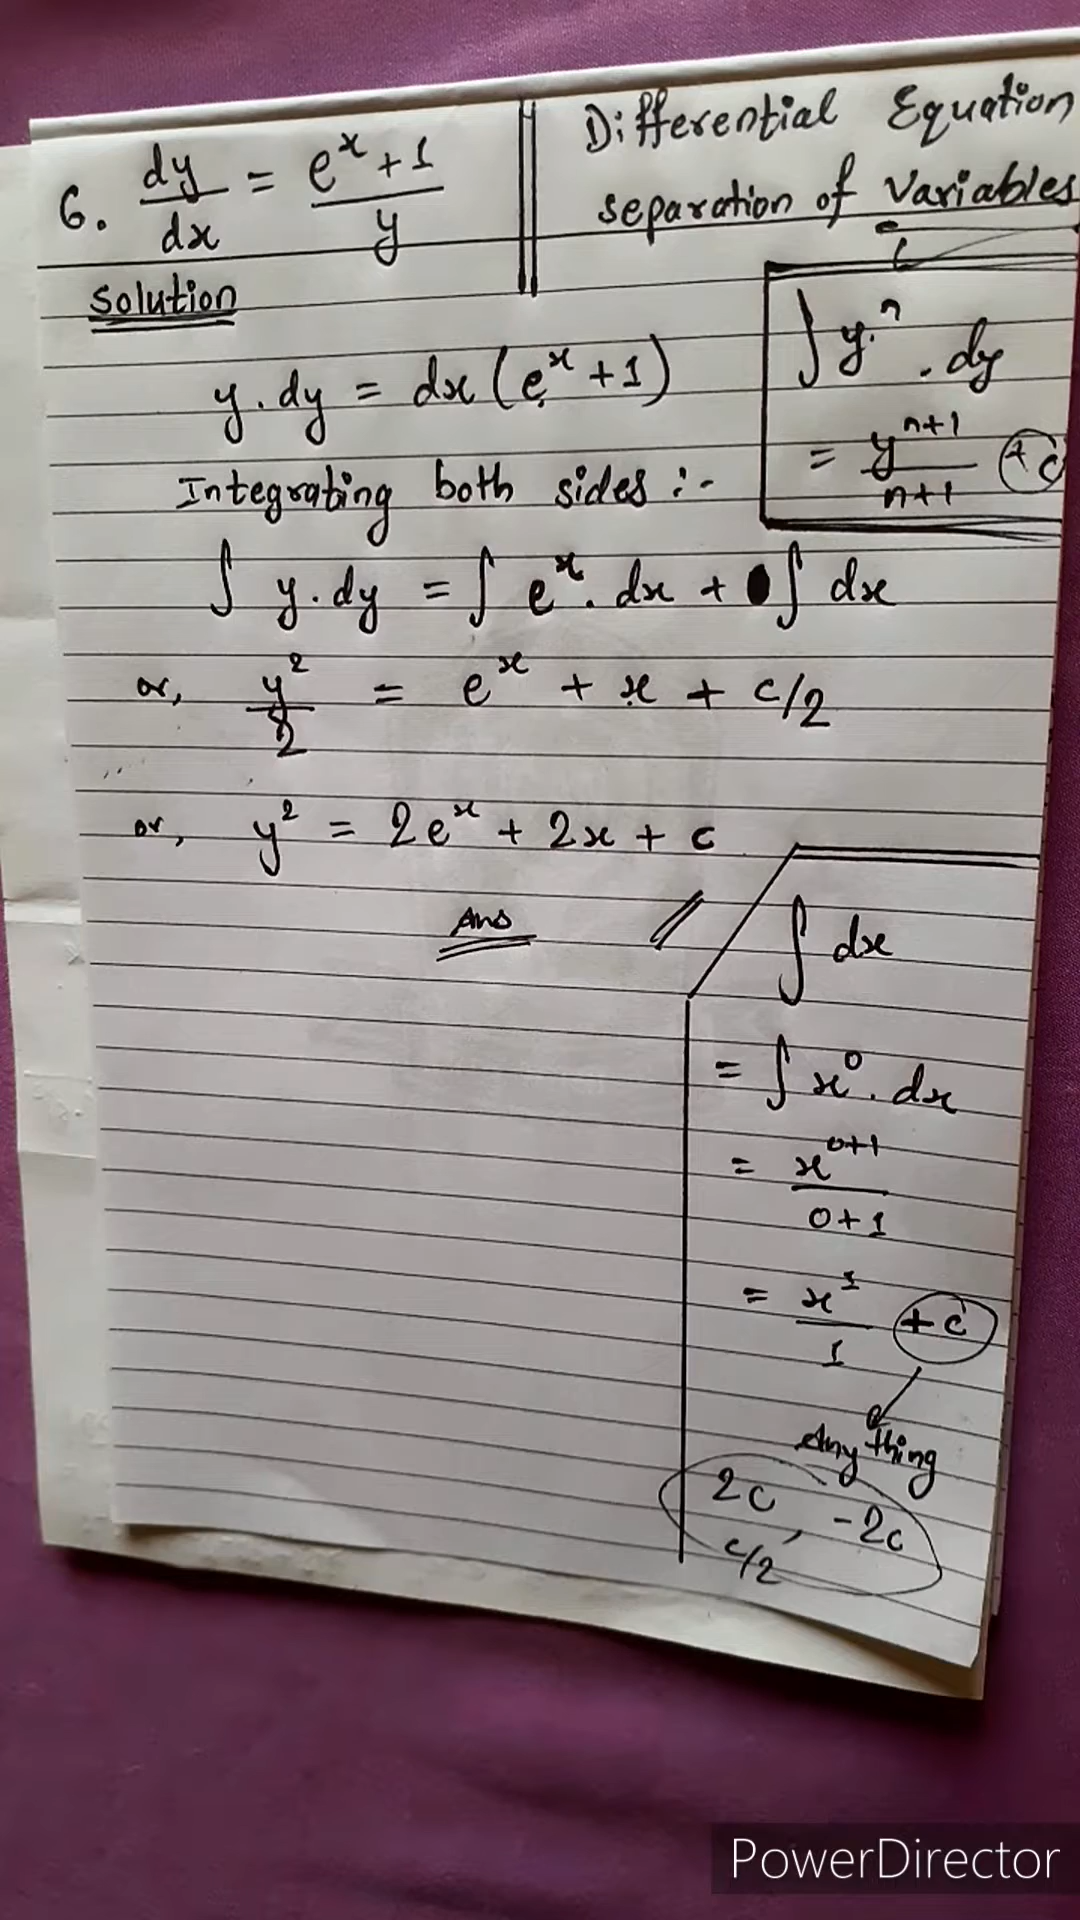 6. dy/dx = e^x + 1 / y
Differential Equation
separation of variables
solution
y . dy = dx (e^x + 1)
∫ y.^n . dy
= y^(n+1) / n+1 + c
Integrating both sides :-
∫ y . dy = ∫ e^x . dx + ∫ dx
or, y^2/2 = e^x + x + c/2
or, y^2 = 2e^x + 2x + c
Ans
∫ dx
= ∫ x^0 . dx
= x^(0+1) / 0+1
= x^1 / 1 + c
Any thing
2c, -2c
c/2
PowerDirector